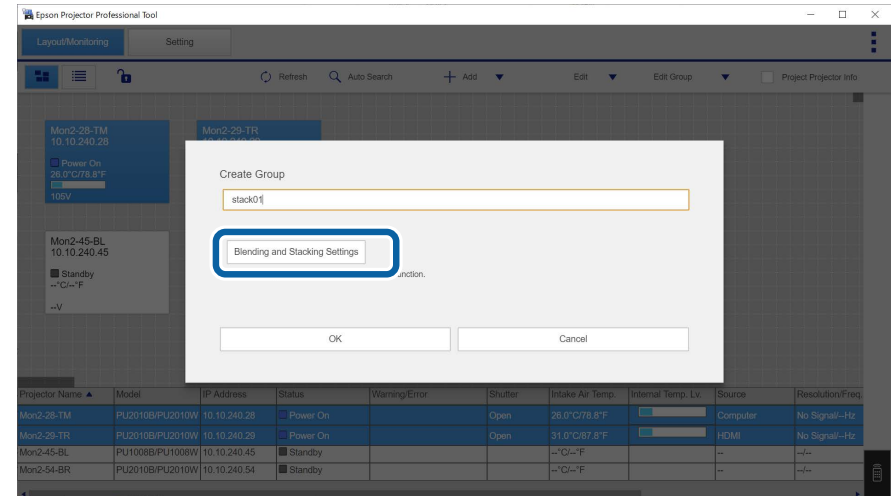 Epson Projector Professional Tool
Layout/Monitoring Setting
Refresh Auto Search Add Edit Edit Group Project Projector Info
Mon2-28-TM
10.10.240.28
Power On
26.0°C/78.8°F
105V
Mon2-29-TR
10.10.240.29
Mon2-45-BL
10.10.240.45
Standby
--°C/--°F
--V
Create Group
stack01
Blending and Stacking Settings
unction.
OK Cancel
Projector Name Model IP Address Status Warning/Error Shutter Intake Air Temp. Internal Temp. Lv. Source Resolution/Freq.
Mon2-28-TM PU2010B/PU2010W 10.10.240.28 Power On Open 26.0°C/78.8°F Computer No Signal/--Hz
Mon2-29-TR PU2010B/PU2010W 10.10.240.29 Power On Open 31.0°C/87.8°F HDMI No Signal/--Hz
Mon2-45-BL PU1008B/PU1008W 10.10.240.45 Standby --°C/--°F -- --/--
Mon2-54-BR PU2010B/PU2010W 10.10.240.54 Standby --°C/--°F -- --/--